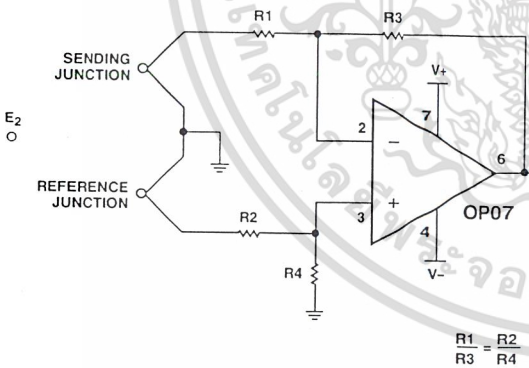 R1
R3
SENDING
JUNCTION
V+
E2
7
2
−
6
REFERENCE
JUNCTION
+
3
OP07
R2
4
R4
V−
R1/R3 = R2/R4